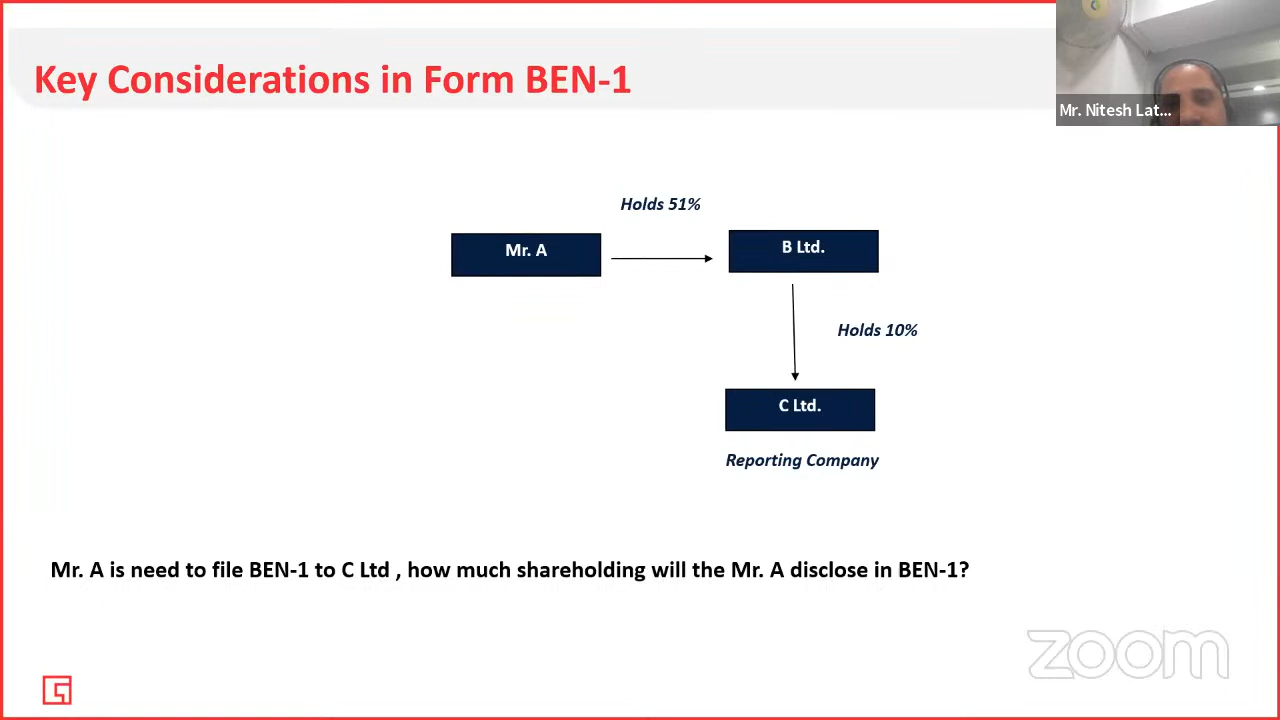 Key Considerations in Form BEN-1
Mr. Nitesh Lat...
Holds 51%
Mr. A
B Ltd.
Holds 10%
C Ltd.
Reporting Company
Mr. A is need to file BEN-1 to C Ltd , how much shareholding will the Mr. A disclose in BEN-1?
zoom